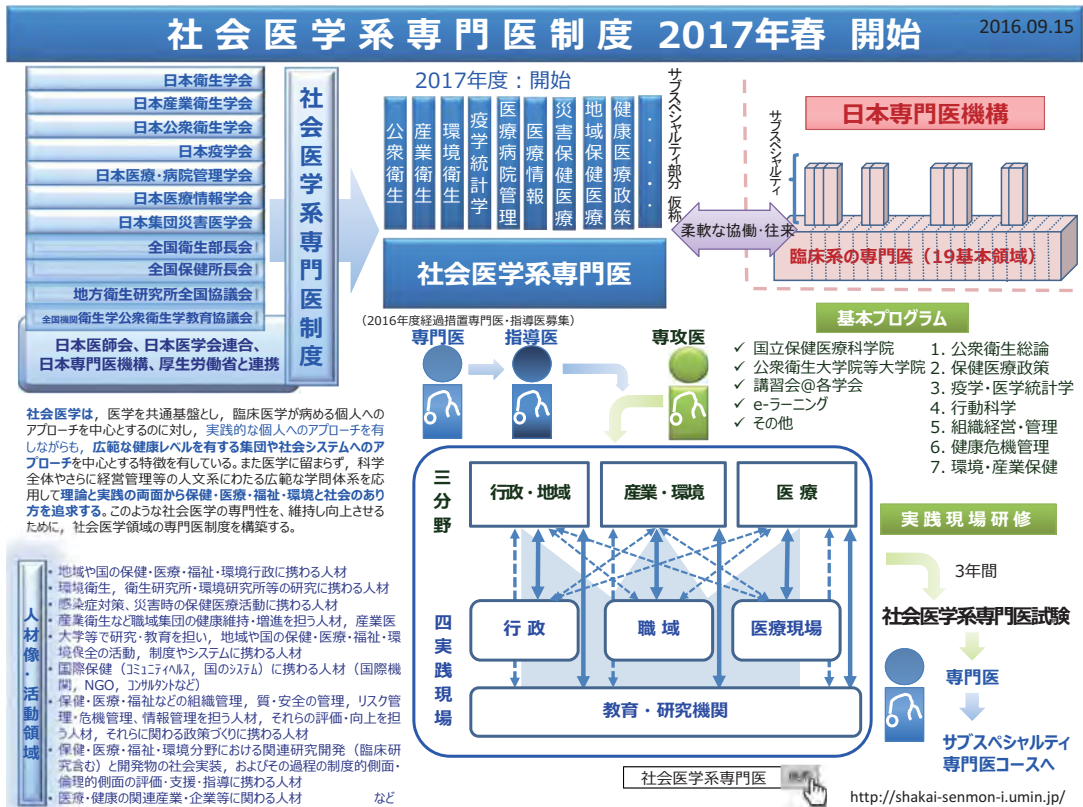 社会医学系専門医制度 2017年春 開始
2016.09.15
日本衛生学会
日本産業衛生学会
日本公衆衛生学会
日本疫学会
日本医療・病院管理学会
日本医療情報学会
日本集団災害医学会
全国衛生部長会
全国保健所長会
地方衛生研究所全国協議会
全国機関衛生学公衆衛生学教育協議会
日本医師会、日本医学会連合、
日本専門医機構、厚生労働省と連携
社会医学系専門医制度
2017年度：開始
公衆衛生
産業衛生
環境衛生
疫学統計学
医療病院管理
医療情報
災害保健医療
地域保健医療
健康医療政策
・・・・
サブスペシャルティ部分 仮称
社会医学系専門医
柔軟な協働・往来
日本専門医機構
サブスペシャルティ
臨床系の専門医（19基本領域）
（2016年度経過措置専門医・指導医募集）
専門医
指導医
専攻医
基本プログラム
✓ 国立保健医療科学院
✓ 公衆衛生大学院等大学院
✓ 講習会@各学会
✓ e-ラーニング
✓ その他
1. 公衆衛生総論
2. 保健医療政策
3. 疫学・医学統計学
4. 行動科学
5. 組織経営・管理
6. 健康危機管理
7. 環境・産業保健
社会医学は，医学を共通基盤とし，臨床医学が病める個人への
アプローチを中心とするのに対し，実践的な個人へのアプローチを有
しながらも，広範な健康レベルを有する集団や社会システムへのア
プローチを中心とする特徴を有している。また医学に留まらず，科学
全体やさらに経営管理等の人文系にわたる広範な学問体系を応
用して理論と実践の両面から保健・医療・福祉・環境と社会のあり
方を追求する。このような社会医学の専門性を、維持し向上させる
ために，社会医学領域の専門医制度を構築する。
三分野
行政・地域
産業・環境
医療
四実践現場
行政
職域
医療現場
教育・研究機関
実践現場研修
3年間
社会医学系専門医試験
専門医
サブスペシャルティ
専門医コースへ
人材像・活動領域
・地域や国の保健・医療・福祉・環境行政に携わる人材
・環境衛生，衛生研究所・環境研究所等の研究に携わる人材
・感染症対策、災害時の保健医療活動に携わる人材
・産業衛生など職域集団の健康維持・増進を担う人材，産業医
・大学等で研究・教育を担い，地域や国の保健・医療・福祉・環
境保全の活動，制度やシステムに携わる人材
・国際保健（コミュニティヘルス，国のシステム）に携わる人材（国際機
関，NGO，コンサルタントなど）
・保健・医療・福祉などの組織管理，質・安全の管理，リスク管
理・危機管理、情報管理を担う人材，それらの評価・向上を担
う人材，それらに関わる政策づくりに携わる人材
・保健・医療・福祉・環境分野における関連研究開発（臨床研
究含む）と開発物の社会実装，およびその過程の制度的側面・
倫理的側面の評価・支援・指導に携わる人材
・医療・健康の関連産業・企業等に関わる人材 など
社会医学系専門医
http://shakai-senmon-i.umin.jp/